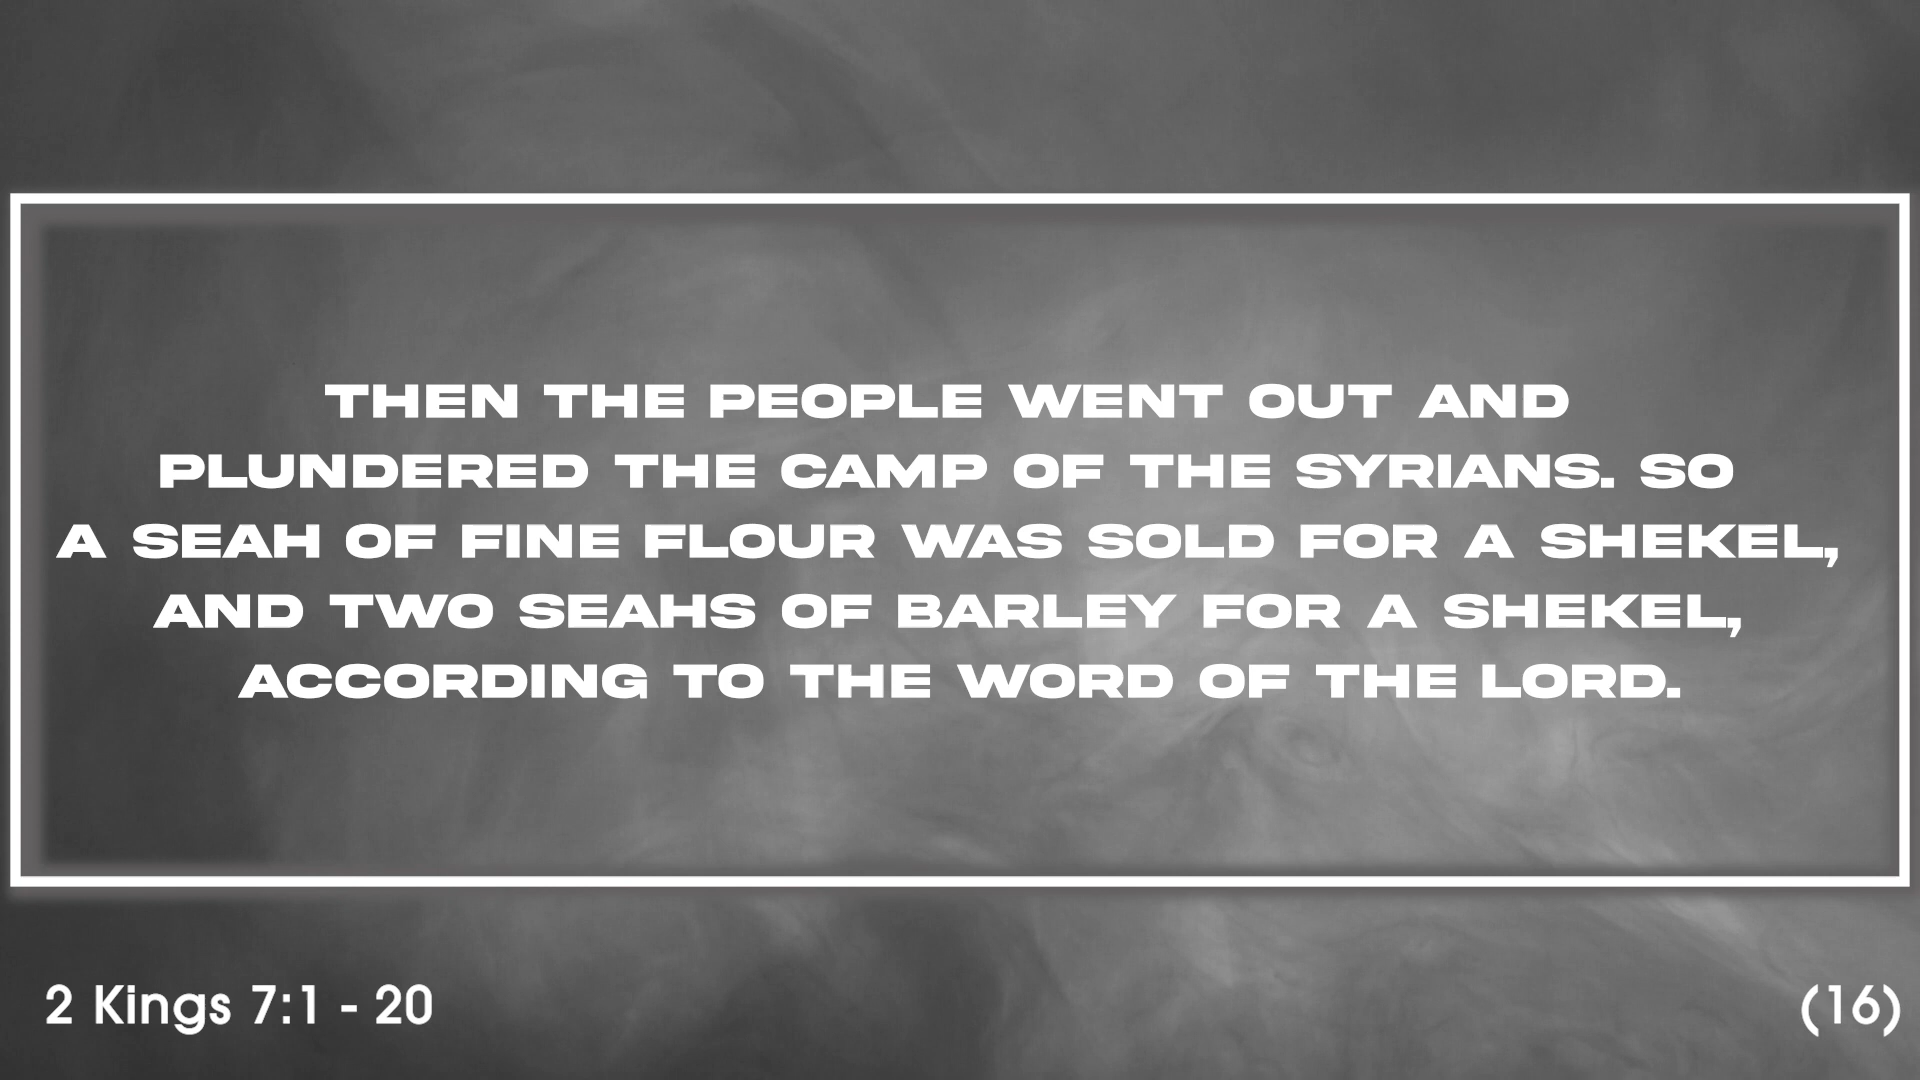 THEN THE PEOPLE WENT OUT AND
PLUNDERED THE CAMP OF THE SYRIANS. SO
A SEAH OF FINE FLOUR WAS SOLD FOR A SHEKEL,
AND TWO SEAHS OF BARLEY FOR A SHEKEL,
ACCORDING TO THE WORD OF THE LORD.
2 Kings 7:1 - 20
(16)